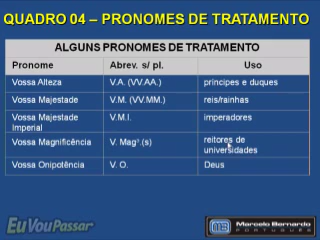 QUADRO 04 – PRONOMES DE TRATAMENTO
ALGUNS PRONOMES DE TRATAMENTO
Pronome Abrev. s/ pl. Uso
Vossa Alteza V.A. (VV.AA.) príncipes e duques
Vossa Majestade V.M. (VV.MM.) reis/rainhas
Vossa Majestade Imperial V.M.I. imperadores
Vossa Magnificência V. Magª.(s) reitores de universidades
Vossa Onipotência V. O. Deus
EuVouPassar
Marcelo Bernardo
PORTUGUÊS